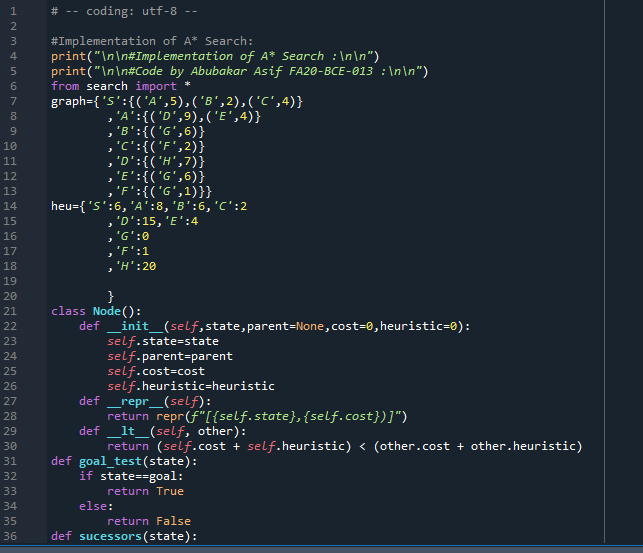 1 # -- coding: utf-8 --
2
3 #Implementation of A* Search:
4 print("\n\n#Implementation of A* Search :\n\n")
5 print("\n\n#Code by Abubakar Asif FA20-BCE-013 :\n\n")
6 from search import *
7 graph={'S':{('A',5),('B',2),('C',4)}
8         ,'A':{('D',9),('E',4)}
9         ,'B':{('G',6)}
10         ,'C':{('F',2)}
11         ,'D':{('H',7)}
12         ,'E':{('G',6)}
13         ,'F':{('G',1)}}
14 heu={'S':6,'A':8,'B':6,'C':2
15         ,'D':15,'E':4
16         ,'G':0
17         ,'F':1
18         ,'H':20
19
20         }
21 class Node():
22     def __init__(self,state,parent=None,cost=0,heuristic=0):
23         self.state=state
24         self.parent=parent
25         self.cost=cost
26         self.heuristic=heuristic
27     def __repr__(self):
28         return repr(f"[{self.state},{self.cost})]")
29     def __lt__(self, other):
30         return (self.cost + self.heuristic) < (other.cost + other.heuristic)
31 def goal_test(state):
32     if state==goal:
33         return True
34     else:
35         return False
36 def sucessors(state):